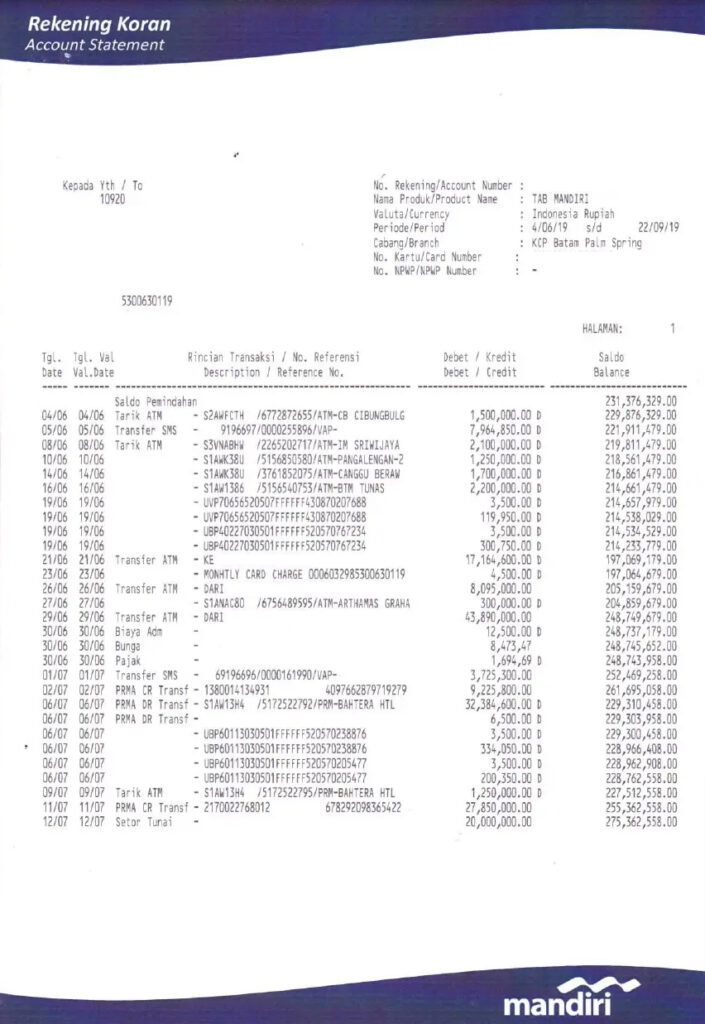 Rekening Koran
Account Statement
Kepada Yth / To
10920
No. Rekening/Account Number :
Nama Produk/Product Name : TAB MANDIRI
Valuta/Currency : Indonesia Rupiah
Periode/Period : 4/06/19 s/d 22/09/19
Cabang/Branch : KCP Batam Palm Spring
No. Kartu/Card Number :
No. NPWP/NPWP Number : -
5300630119
HALAMAN: 1
Tgl. Tgl. Val Rincian Transaksi / No. Referensi Debet / Kredit Saldo
Date Val.Date Description / Reference No. Debet / Credit Balance
Saldo Pemindahan 231,376,329.00
04/06 04/06 Tarik ATM - S2AWFCTH /6772872655/ATM-CB CIBUNGBULG 1,500,000.00 D 229,876,329.00
05/06 05/06 Transfer SMS - 9196697/0000255896/VAP- 7,964,850.00 D 221,911,479.00
08/06 08/06 Tarik ATM - S3VNABHW /2265202717/ATM-IM SRIWIJAYA 2,100,000.00 D 219,811,479.00
10/06 10/06 - S1AWK38U /5156850580/ATM-PANGALENGAN-2 1,250,000.00 D 218,561,479.00
14/06 14/06 - S1AWK38U /3761852075/ATM-CANGGU BERAW 1,700,000.00 D 216,861,479.00
16/06 16/06 - S1AW1386 /5156540753/ATM-BTM TUNAS 2,200,000.00 D 214,661,479.00
19/06 19/06 - UVP70656520507FFFFFF430870207688 3,500.00 D 214,657,979.00
19/06 19/06 - UVP70656520507FFFFFF430870207688 119,950.00 D 214,538,029.00
19/06 19/06 - UBP40227030501FFFFFF520570767234 3,500.00 D 214,534,529.00
19/06 19/06 - UBP40227030501FFFFFF520570767234 300,750.00 D 214,233,779.00
21/06 21/06 Transfer ATM - KE 17,164,600.00 D 197,069,179.00
23/06 23/06 - MONHTLY CARD CHARGE 0006032985300630119 4,500.00 D 197,064,679.00
26/06 26/06 Transfer ATM - DARI 8,095,000.00 205,159,679.00
27/06 27/06 - S1ANAC80 /6756489595/ATM-ARTHAMAS GRAHA 300,000.00 D 204,859,679.00
29/06 29/06 Transfer ATM - DARI 43,890,000.00 248,749,679.00
30/06 30/06 Biaya Adm - 12,500.00 D 248,737,179.00
30/06 30/06 Bunga - 8,473,47 248,745,652.00
30/06 30/06 Pajak - 1,694,69 D 248,743,958.00
01/07 01/07 Transfer SMS - 69196696/0000161990/VAP- 3,725,300.00 252,469,258.00
02/07 02/07 PRMA CR Transf - 1380014134931 4097662879719279 9,225,800.00 261,695,058.00
06/07 06/07 PRMA DR Transf - S1AW13H4 /5172522792/PRM-BAHTERA HTL 32,384,600.00 D 229,310,458.00
06/07 06/07 PRMA DR Transf - 6,500.00 D 229,303,958.00
06/07 06/07 - UBP60113030501FFFFFF520570238876 3,500.00 D 229,300,458.00
06/07 06/07 - UBP60113030501FFFFFF520570238876 334,050.00 D 228,966,408.00
06/07 06/07 - UBP60113030501FFFFFF520570205477 3,500.00 D 228,962,908.00
06/07 06/07 - UBP60113030501FFFFFF520570205477 200,350.00 D 228,762,558.00
09/07 09/07 Tarik ATM - S1AW13H4 /5172522795/PRM-BAHTERA HTL 1,250,000.00 D 227,512,558.00
11/07 11/07 PRMA CR Transf - 2170022768012 678292098365422 27,850,000.00 255,362,558.00
12/07 12/07 Setor Tunai - 20,000,000.00 275,362,558.00
mandiri